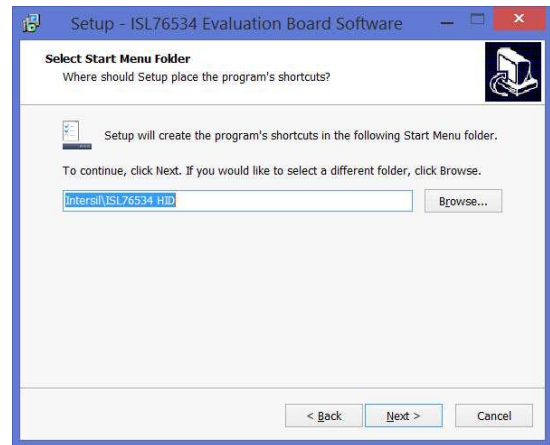 Setup - ISL76534 Evaluation Board Software
Select Start Menu Folder
Where should Setup place the program's shortcuts?
Setup will create the program's shortcuts in the following Start Menu folder.
To continue, click Next. If you would like to select a different folder, click Browse.
Intersil\ISL76534 HID
Browse...
< Back
Next >
Cancel